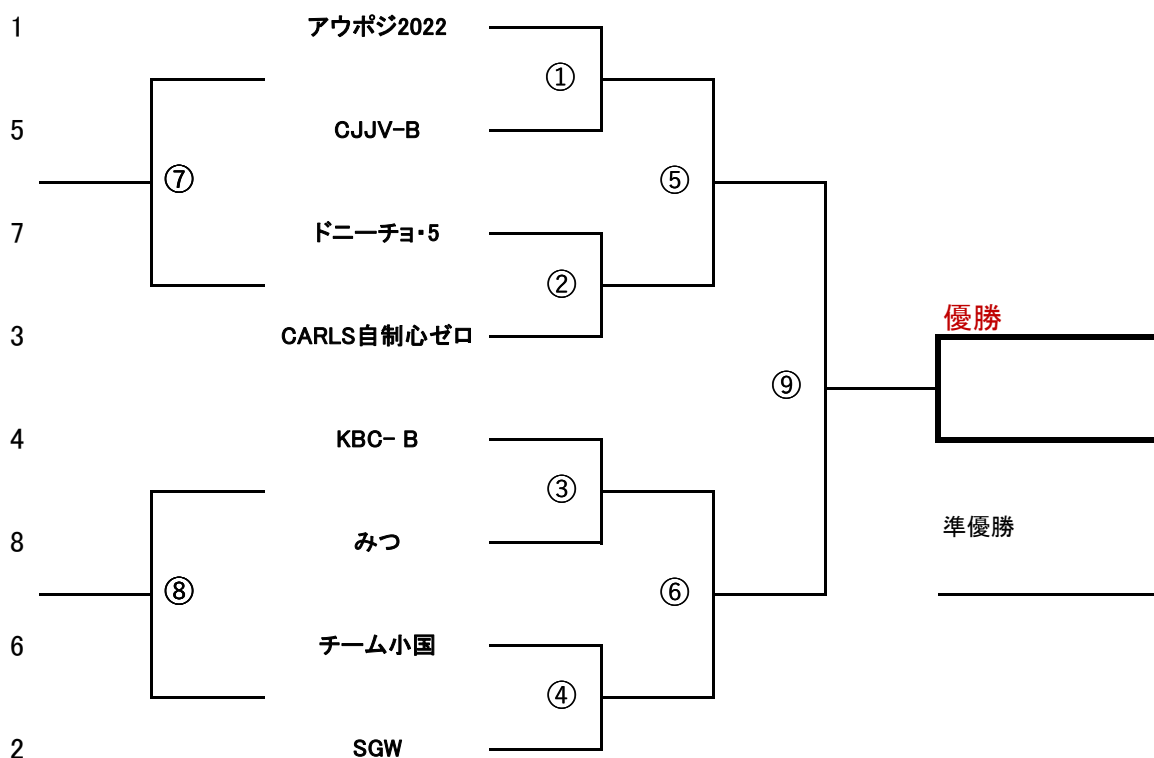 1 アウポジ2022
①
5 CJJV-B
⑦ ⑤
7 ドニーチョ・5
②
優勝
3 CARLS自制心ゼロ
⑨
4 KBC- B
③
準優勝
8 みつ
⑧ ⑥
6 チーム小国
④
2 SGW